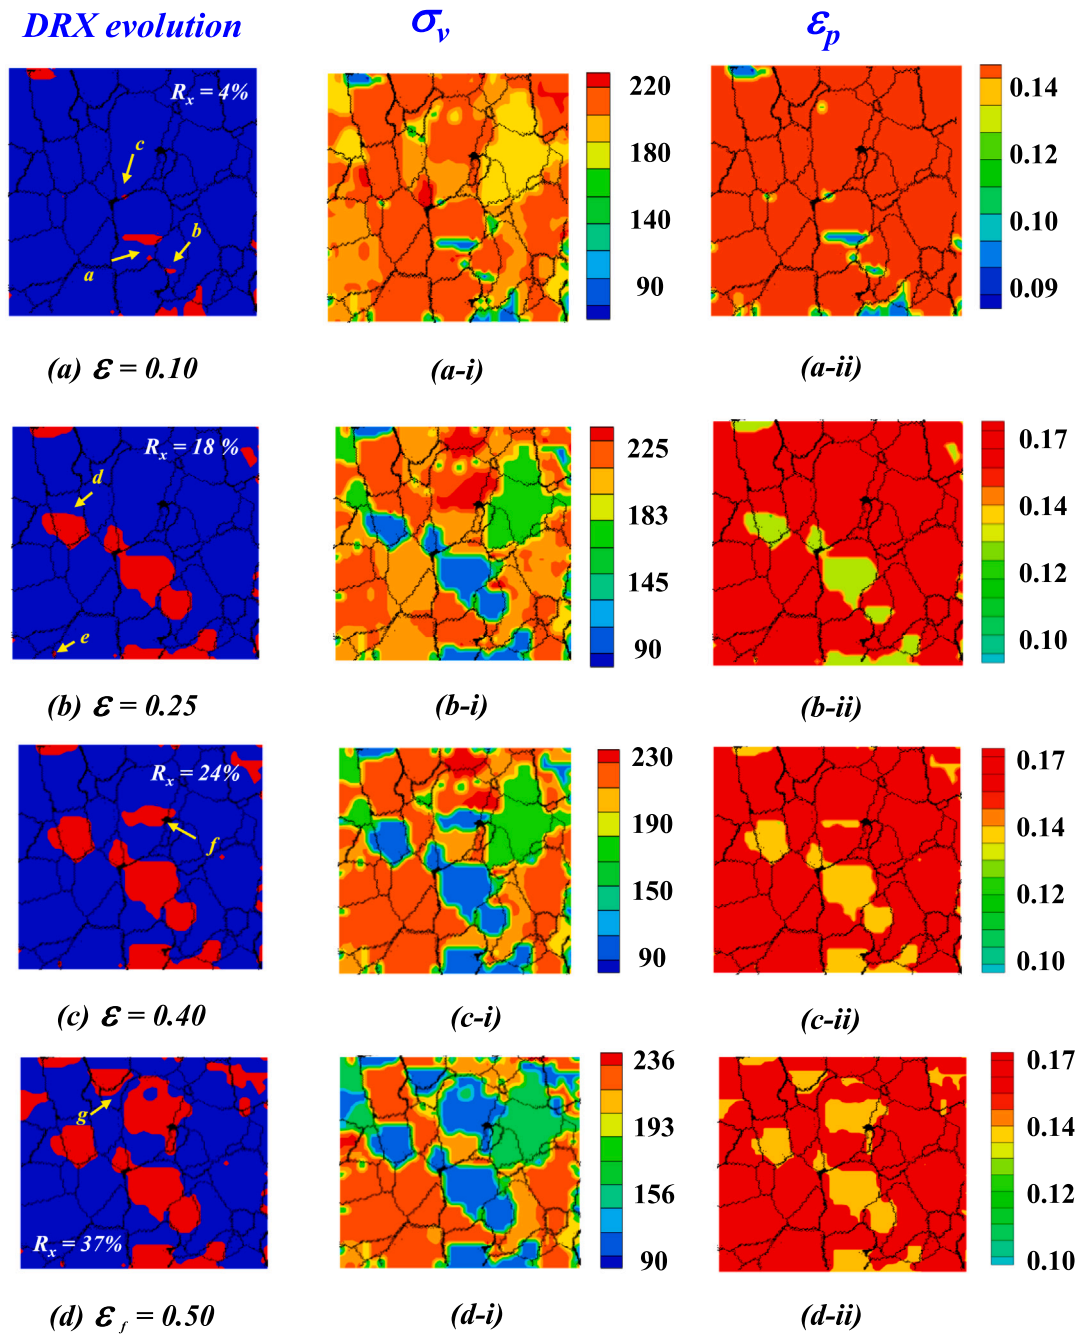 DRX evolution
σv
εp
Rx = 4%
c
b
a
220
180
140
90
0.14
0.12
0.10
0.09
(a) ε = 0.10
(a-i)
(a-ii)
Rx = 18 %
d
e
225
183
145
90
0.17
0.14
0.12
0.10
(b) ε = 0.25
(b-i)
(b-ii)
Rx = 24%
f
230
190
150
90
0.17
0.14
0.12
0.10
(c) ε = 0.40
(c-i)
(c-ii)
g
Rx = 37%
236
193
156
90
0.17
0.14
0.12
0.10
(d) εf = 0.50
(d-i)
(d-ii)